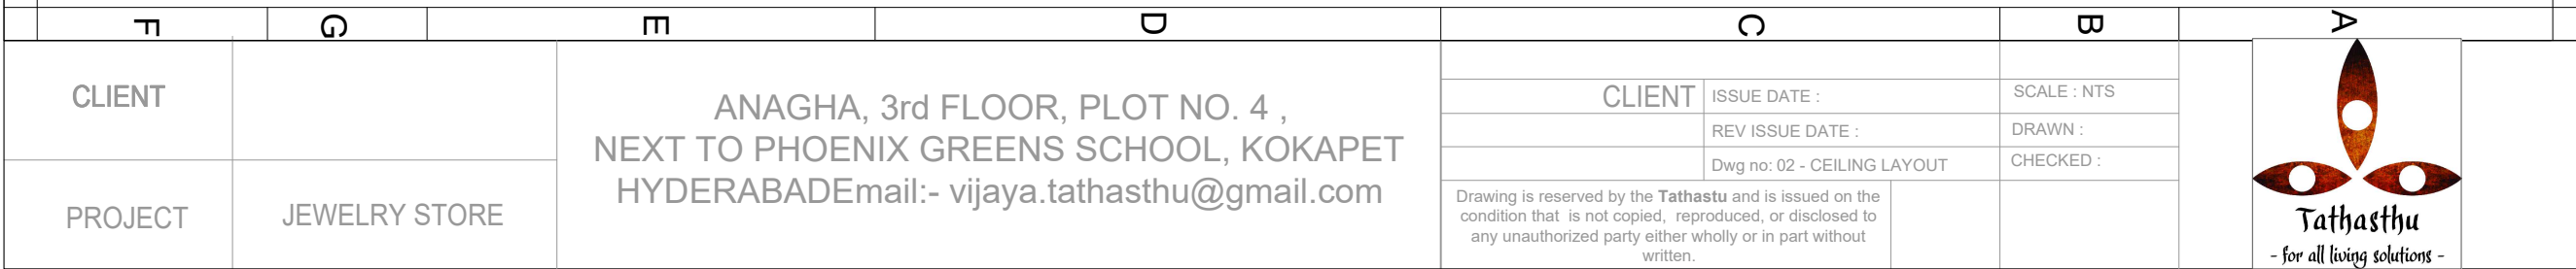 F G E D C B A
CLIENT
PROJECT
JEWELRY STORE
ANAGHA, 3rd FLOOR, PLOT NO. 4 ,
NEXT TO PHOENIX GREENS SCHOOL, KOKAPET
HYDERABADEmail:- vijaya.tathasthu@gmail.com
CLIENT
ISSUE DATE :
REV ISSUE DATE :
Dwg no: 02 - CEILING LAYOUT
SCALE : NTS
DRAWN :
CHECKED :
Drawing is reserved by the Tathastu and is issued on the
condition that is not copied, reproduced, or disclosed to
any unauthorized party either wholly or in part without
written.
Tathasthu
- for all living solutions -